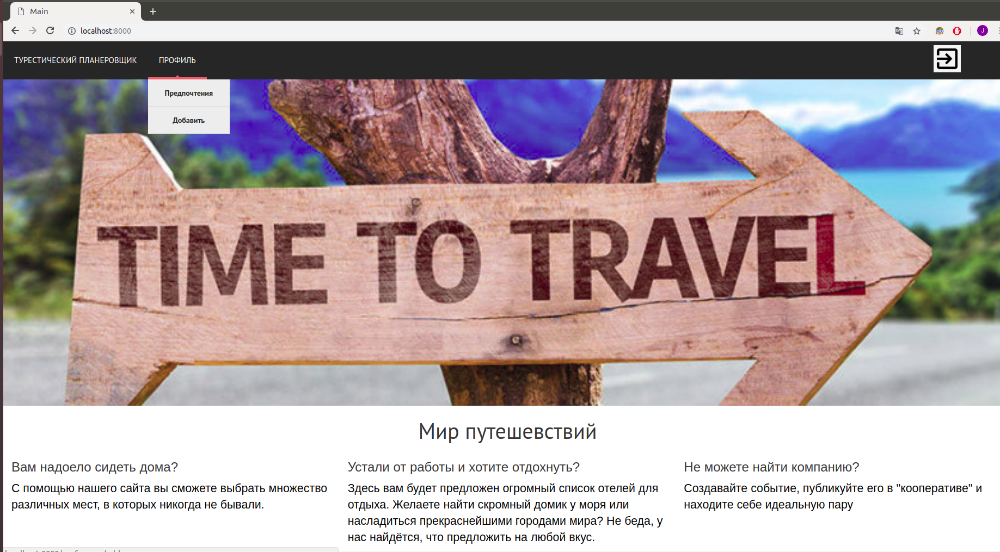 Main
localhost:8000
J
ТУРЕСТИЧЕСКИЙ ПЛАНЕРОВЩИК ПРОФИЛЬ
Предпочтения
Добавить
TIME TO TRAVEL
Мир путешевствий
Вам надоело сидеть дома?
С помощью нашего сайта вы сможете выбрать множество
различных мест, в которых никогда не бывали.
Устали от работы и хотите отдохнуть?
Здесь вам будет предложен огромный список отелей для
отдыха. Желаете найти скромный домик у моря или
насладиться прекраснейшими городами мира? Не беда, у
нас найдётся, что предложить на любой вкус.
Не можете найти компанию?
Создавайте событие, публикуйте его в "кооперативе" и
находите себе идеальную пару